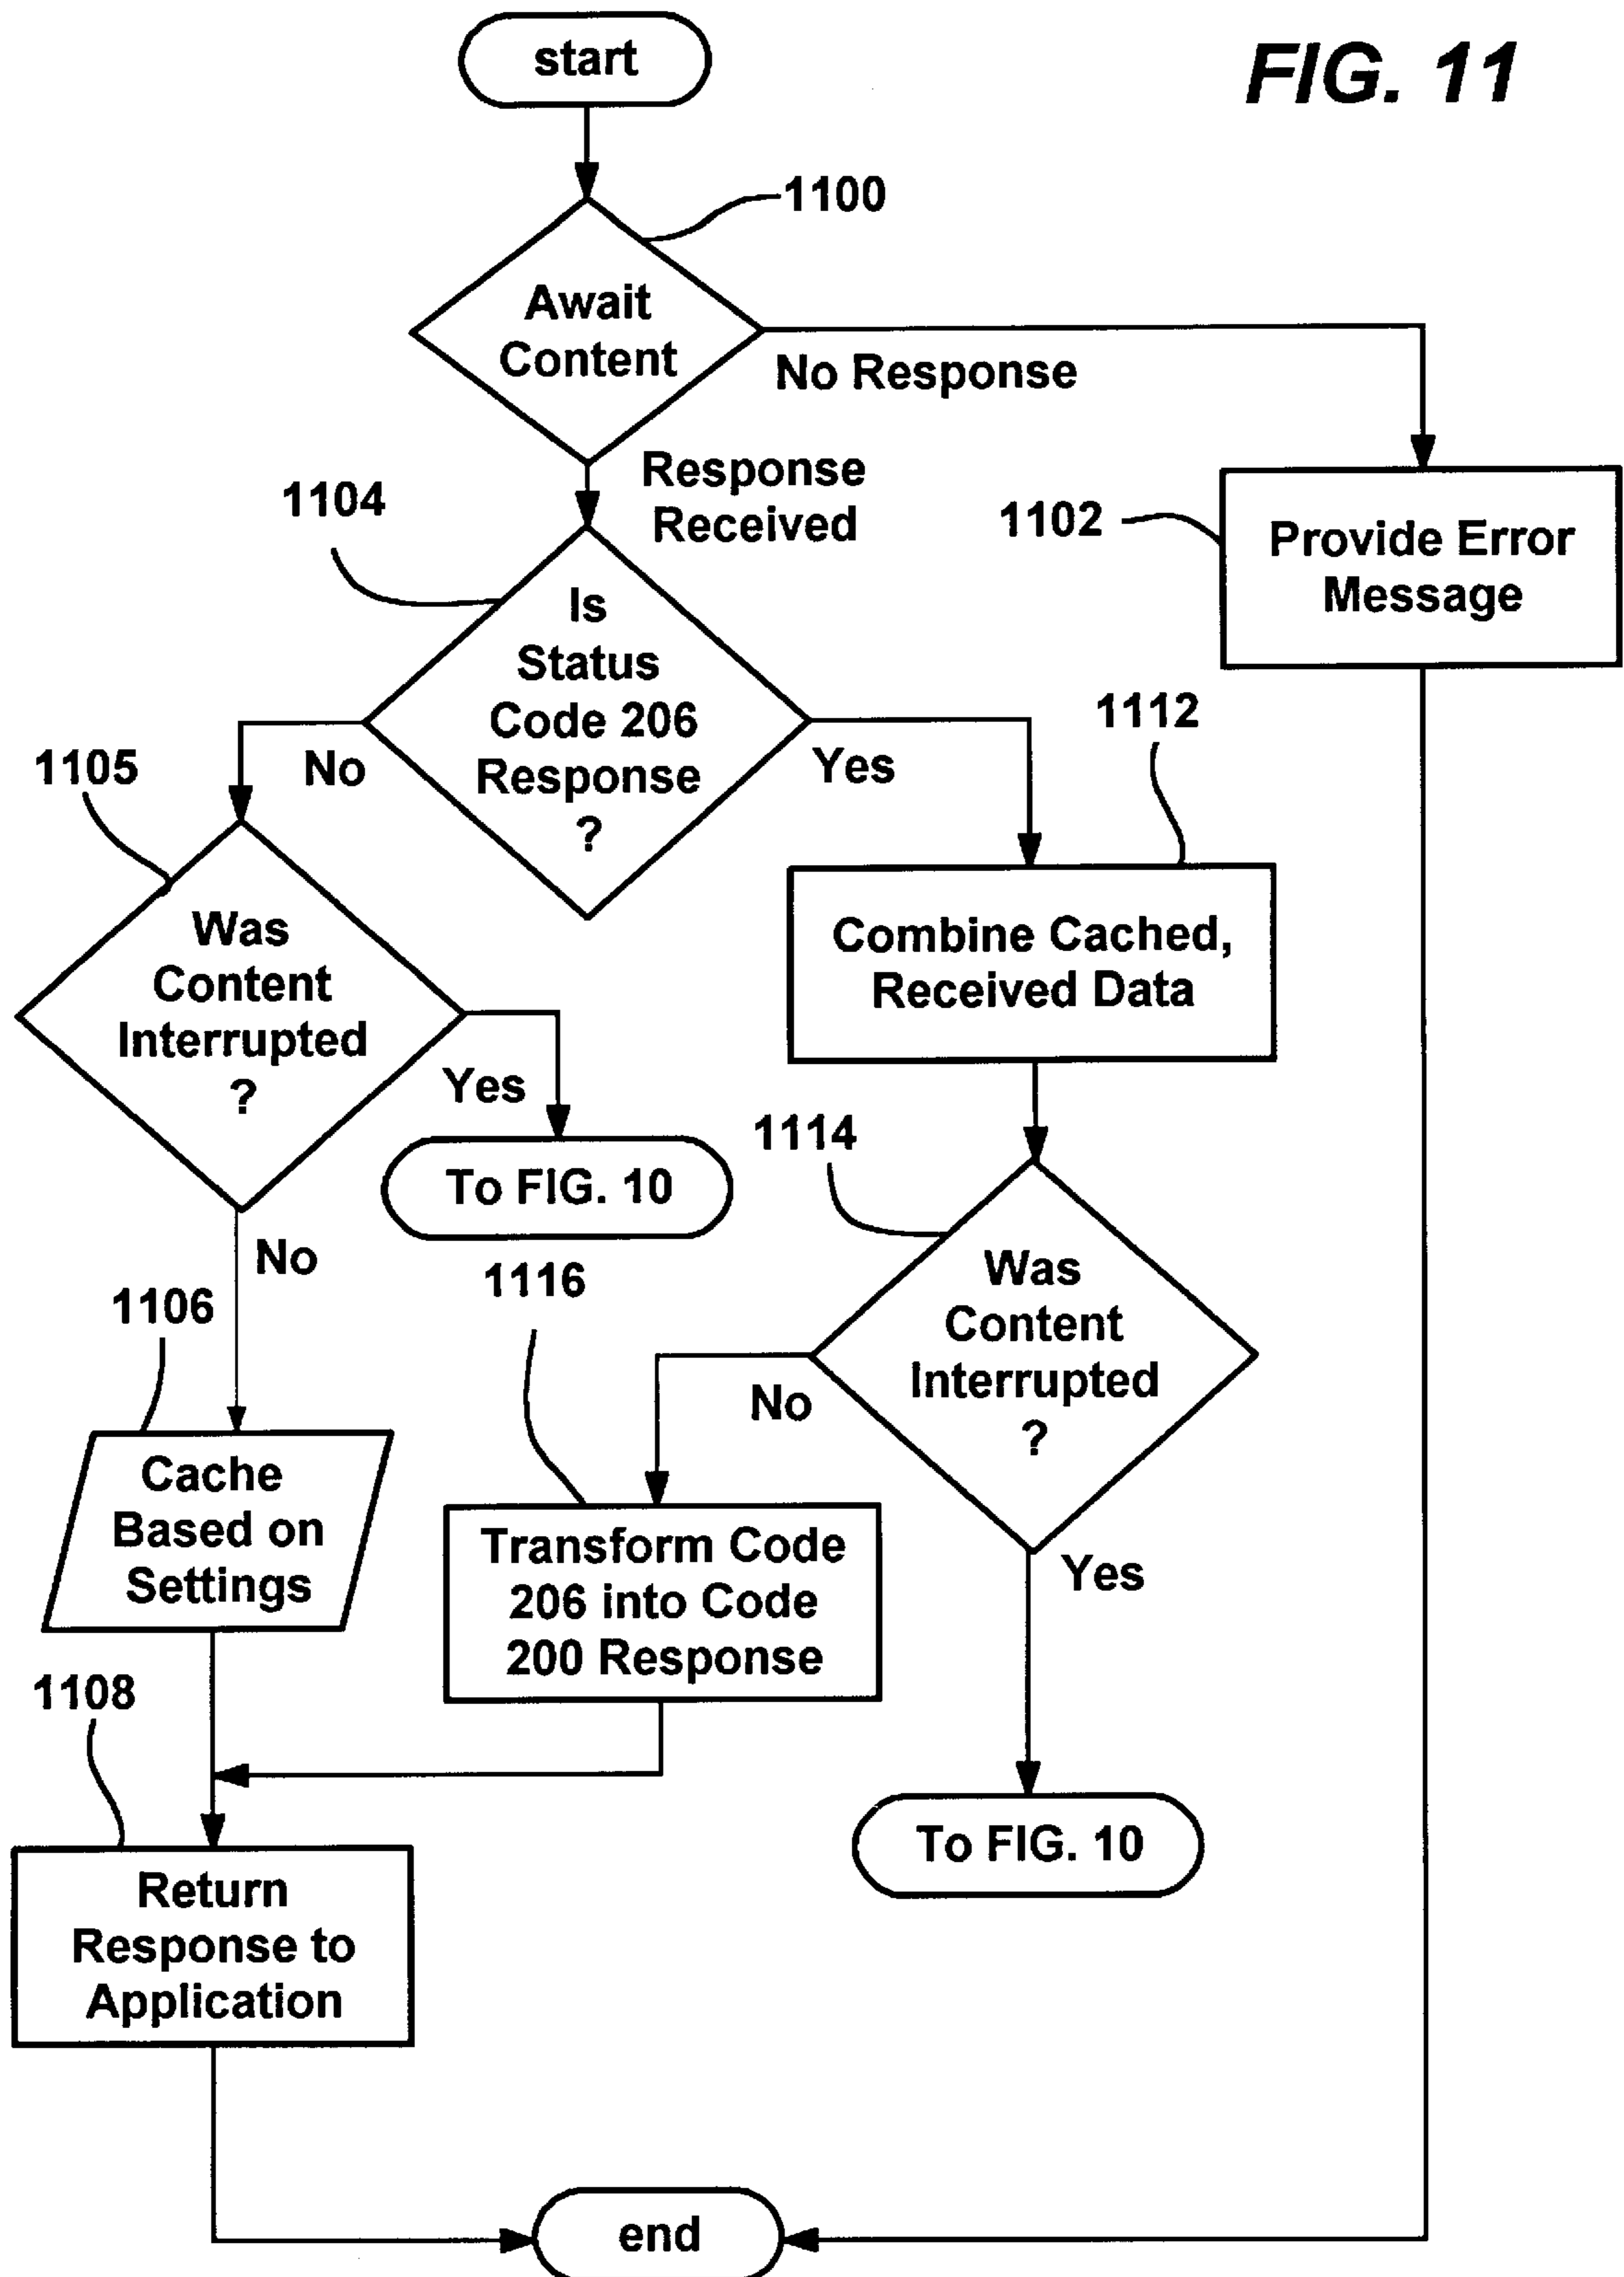 start
FIG. 11
1100
Await
Content
No Response
Response
Received
1104
1102
Provide Error
Message
Is
Status
Code 206
Response
?
1112
1105
No
Yes
Was
Content
Interrupted
?
Combine Cached,
Received Data
Yes
1114
To FIG. 10
No
1116
1106
Was
Content
Interrupted
?
No
Cache
Based on
Settings
Transform Code
206 into Code
200 Response
Yes
1108
To FIG. 10
Return
Response to
Application
end